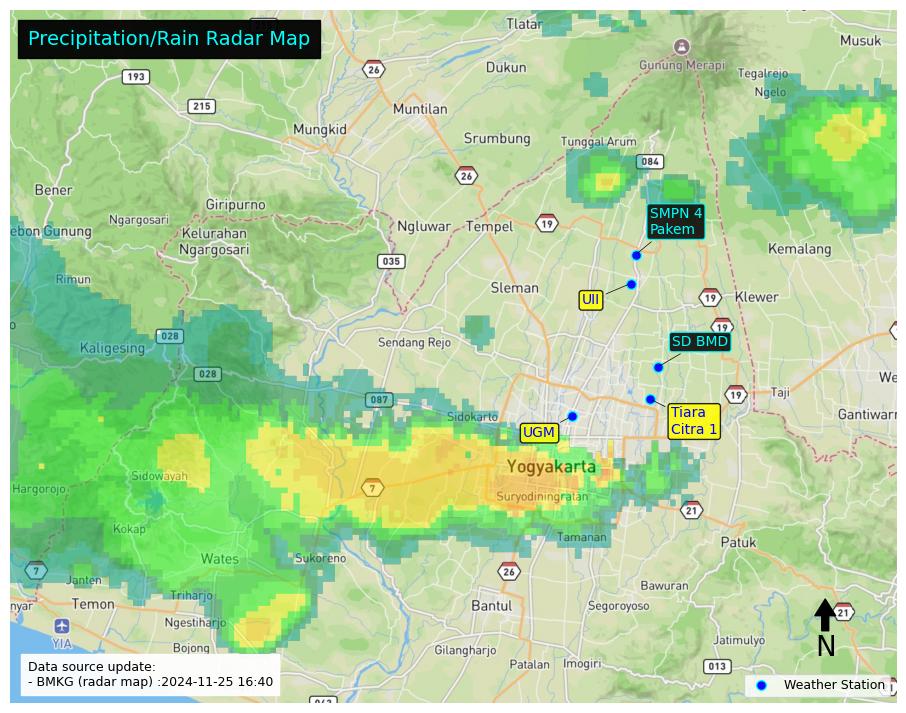 Precipitation/Rain Radar Map
Tlatar
Musuk
Gunung Merapi
26
Dukun
193
Tegalrejo
Ngelo
215
Muntilan
Mungkid
Srumbung
Tunggal Arum
084
26
Bener
Giripurno
SMPN 4
Pakem
Ngargosari
Ngluwar
Tempel
19
ebon Gunung
Kelurahan
Ngargosari
Kemalang
035
Rimun
Sleman
UII
19
Klewer
19
028
Kaligesing
Sendang Rejo
SD BMD
028
We
Taji
19
087
Sidokarto
Tiara
Citra 1
Gantiwarn
UGM
Yogyakarta
Sidowayah
Hargorojo
7
Suryodiningratan
21
Kokap
Tamanan
Patuk
Wates
Sukoreno
7
26
Janten
Bawuran
Triharjo
nyar
Temon
Bantul
Segoroyoso
21
Ngestiharjo
YIA
N
Jatimulyo
Bojong
Gilangharjo
Patalan
Imogiri
013
Data source update:
- BMKG (radar map) :2024-11-25 16:40
Weather Station